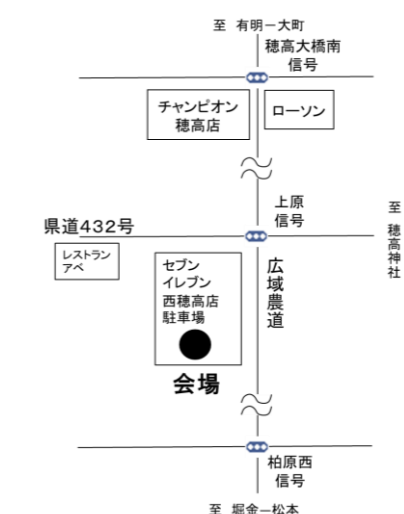 至 有明ー大町
穂高大橋南
信号
チャンピオン
穂高店
ローソン
上原
信号
至 穂高神社
県道432号
レストラン
アベ
セブン
イレブン
西穂高店
駐車場
広域農道
会場
柏原西
信号
至 堀金ー松本